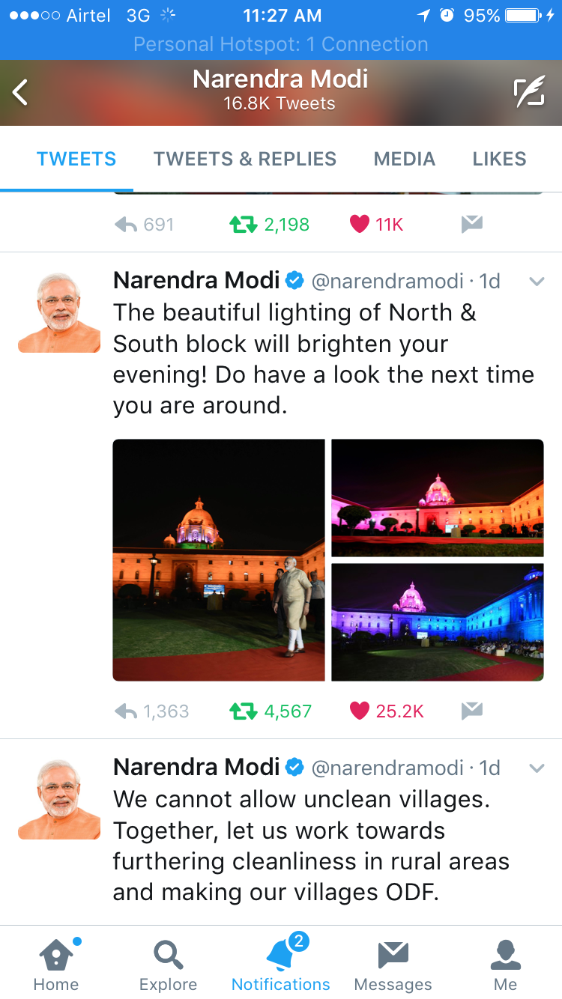 Airtel 3G 11:27 AM 95%
Personal Hotspot: 1 Connection
Narendra Modi
16.8K Tweets
TWEETS TWEETS & REPLIES MEDIA LIKES
691 2,198 11K
Narendra Modi @narendramodi · 1d
The beautiful lighting of North &
South block will brighten your
evening! Do have a look the next time
you are around.
1,363 4,567 25.2K
Narendra Modi @narendramodi · 1d
We cannot allow unclean villages.
Together, let us work towards
furthering cleanliness in rural areas
and making our villages ODF.
2
Home Explore Notifications Messages Me